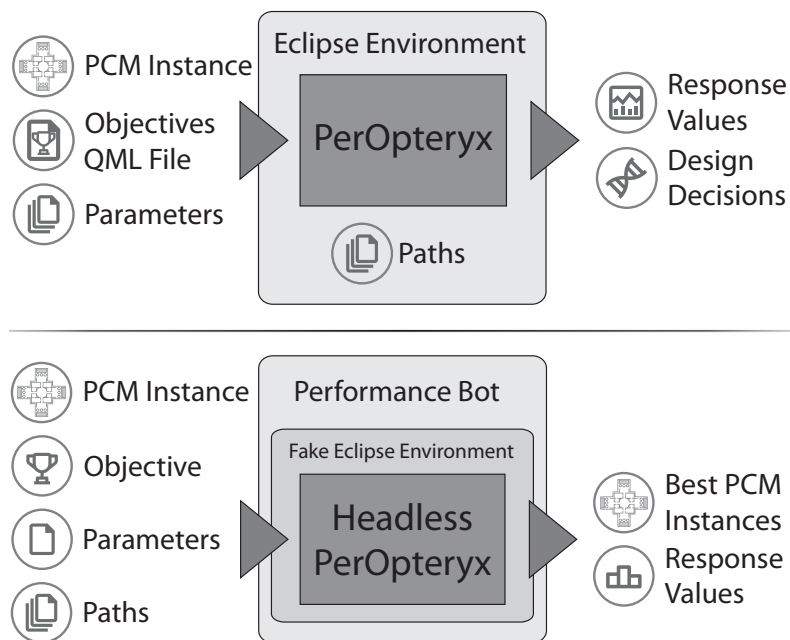 PCM Instance
Objectives
QML File
Parameters
Eclipse Environment
PerOpteryx
Paths
Response
Values
Design
Decisions
PCM Instance
Objective
Parameters
Paths
Performance Bot
Fake Eclipse Environment
Headless
PerOpteryx
Best PCM
Instances
Response
Values